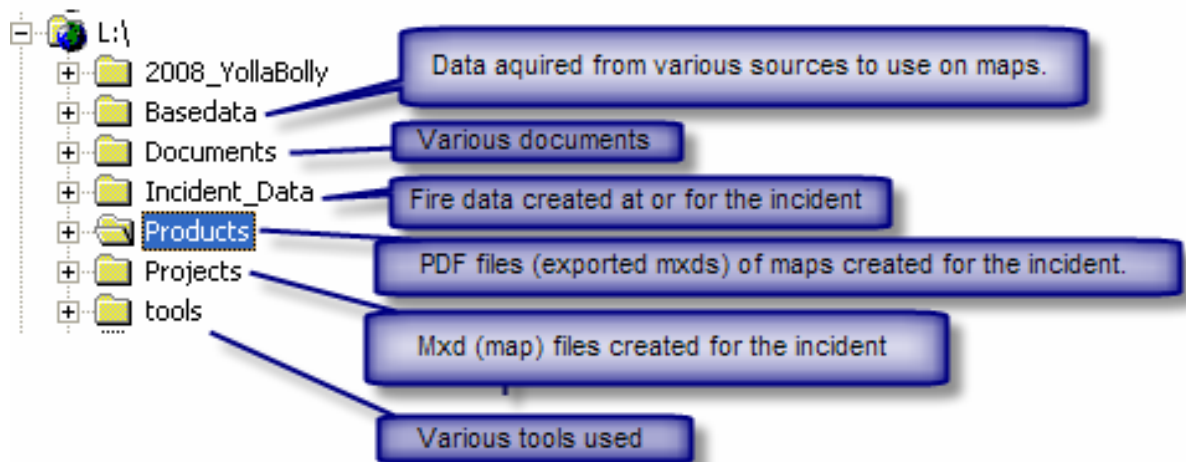 L:\
2008_YollaBolly
Basedata
Data aquired from various sources to use on maps.
Documents
Various documents
Incident_Data
Fire data created at or for the incident
Products
PDF files (exported mxds) of maps created for the incident.
Projects
Mxd (map) files created for the incident
tools
Various tools used